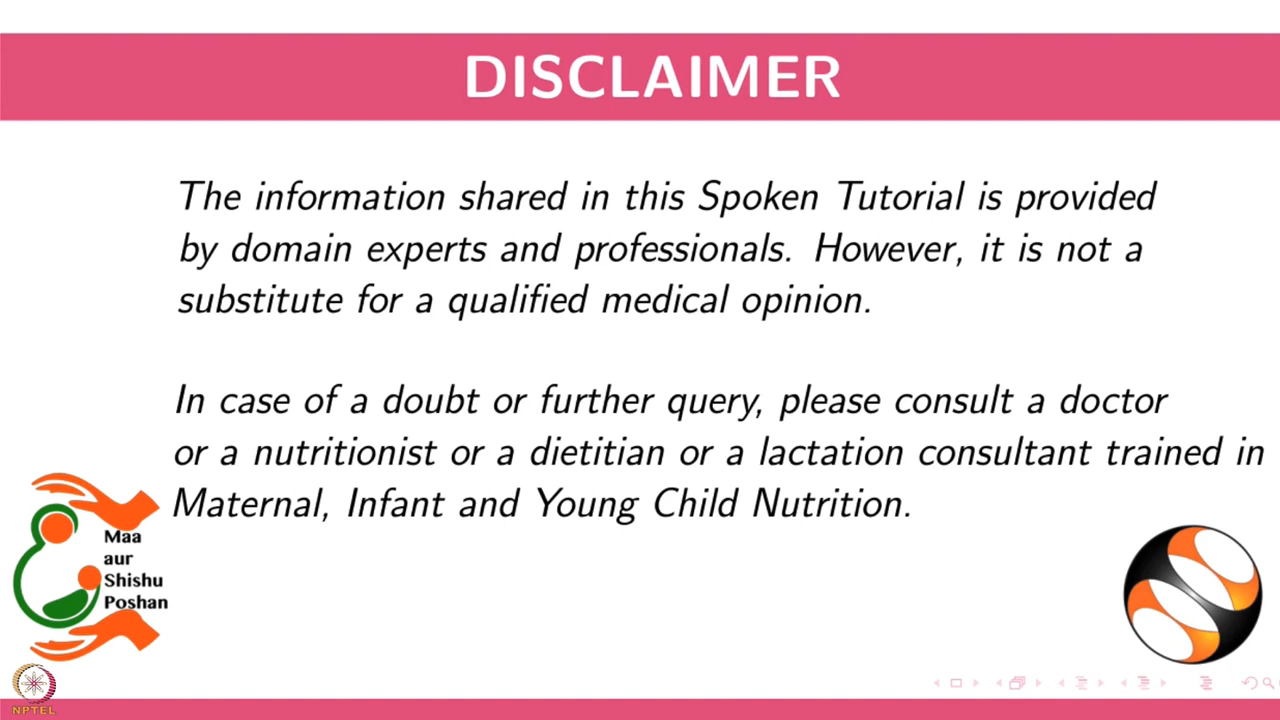 DISCLAIMER
The information shared in this Spoken Tutorial is provided
by domain experts and professionals. However, it is not a
substitute for a qualified medical opinion.
In case of a doubt or further query, please consult a doctor
or a nutritionist or a dietitian or a lactation consultant trained in
Maternal, Infant and Young Child Nutrition.
Maa
aur
Shishu
Poshan
NPTEL